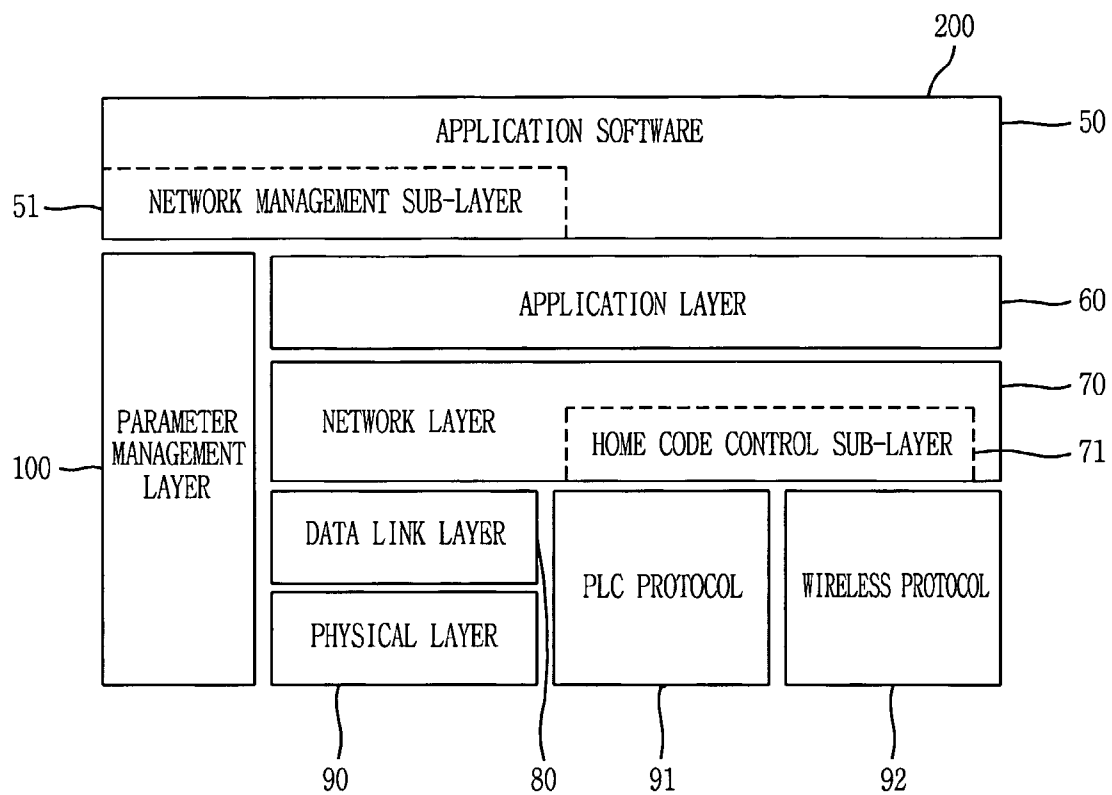 200
APPLICATION SOFTWARE
50
NETWORK MANAGEMENT SUB-LAYER
51
APPLICATION LAYER
60
NETWORK LAYER
70
HOME CODE CONTROL SUB-LAYER
71
PARAMETER
MANAGEMENT
LAYER
100
DATA LINK LAYER
PLC PROTOCOL
WIRELESS PROTOCOL
PHYSICAL LAYER
90
80
91
92